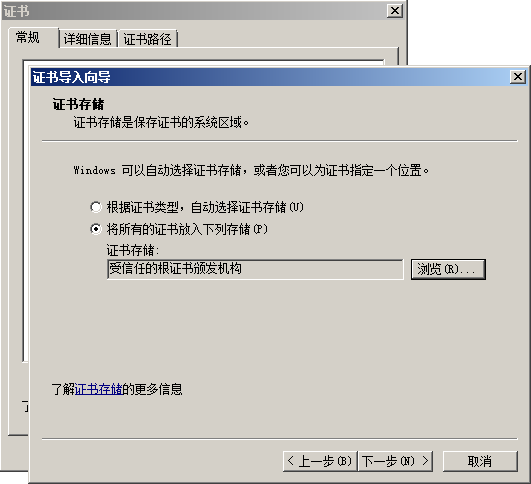 证书
常规
详细信息
证书路径
证书导入向导
证书存储
证书存储是保存证书的系统区域。
Windows 可以自动选择证书存储，或者您可以为证书指定一个位置。
根据证书类型，自动选择证书存储(U)
将所有的证书放入下列存储(P)
证书存储:
受信任的根证书颁发机构
浏览(R)...
了解证书存储的更多信息
< 上一步(B)
下一步(N) >
取消